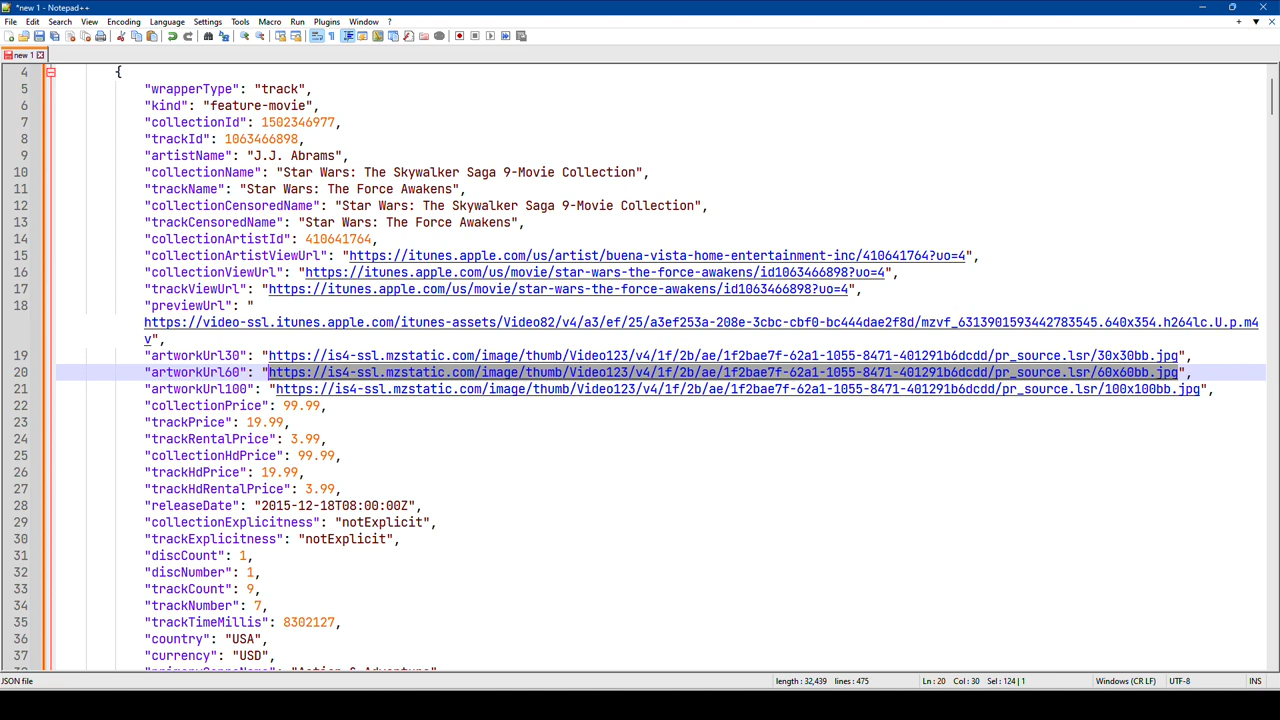 *new 1 - Notepad++
File Edit Search View Encoding Language Settings Tools Macro Run Plugins Window ?
new 1
4 {
5 "wrapperType": "track",
6 "kind": "feature-movie",
7 "collectionId": 1502346977,
8 "trackId": 1063466898,
9 "artistName": "J.J. Abrams",
10 "collectionName": "Star Wars: The Skywalker Saga 9-Movie Collection",
11 "trackName": "Star Wars: The Force Awakens",
12 "collectionCensoredName": "Star Wars: The Skywalker Saga 9-Movie Collection",
13 "trackCensoredName": "Star Wars: The Force Awakens",
14 "collectionArtistId": 410641764,
15 "collectionArtistViewUrl": "https://itunes.apple.com/us/artist/buena-vista-home-entertainment-inc/410641764?uo=4",
16 "collectionViewUrl": "https://itunes.apple.com/us/movie/star-wars-the-force-awakens/id1063466898?uo=4",
17 "trackViewUrl": "https://itunes.apple.com/us/movie/star-wars-the-force-awakens/id1063466898?uo=4",
18 "previewUrl": "
https://video-ssl.itunes.apple.com/itunes-assets/Video82/v4/a3/ef/25/a3ef253a-208e-3cbc-cbf0-bc444dae2f8d/mzvf_6313901593442783545.640x354.h264lc.U.p.m4
v",
19 "artworkUrl30": "https://is4-ssl.mzstatic.com/image/thumb/Video123/v4/1f/2b/ae/1f2bae7f-62a1-1055-8471-401291b6dcdd/pr_source.lsr/30x30bb.jpg",
20 "artworkUrl60": "https://is4-ssl.mzstatic.com/image/thumb/Video123/v4/1f/2b/ae/1f2bae7f-62a1-1055-8471-401291b6dcdd/pr_source.lsr/60x60bb.jpg",
21 "artworkUrl100": "https://is4-ssl.mzstatic.com/image/thumb/Video123/v4/1f/2b/ae/1f2bae7f-62a1-1055-8471-401291b6dcdd/pr_source.lsr/100x100bb.jpg",
22 "collectionPrice": 99.99,
23 "trackPrice": 19.99,
24 "trackRentalPrice": 3.99,
25 "collectionHdPrice": 99.99,
26 "trackHdPrice": 19.99,
27 "trackHdRentalPrice": 3.99,
28 "releaseDate": "2015-12-18T08:00:00Z",
29 "collectionExplicitness": "notExplicit",
30 "trackExplicitness": "notExplicit",
31 "discCount": 1,
32 "discNumber": 1,
33 "trackCount": 9,
34 "trackNumber": 7,
35 "trackTimeMillis": 8302127,
36 "country": "USA",
37 "currency": "USD",
JSON file length : 32,439 lines : 475 Ln : 20 Col : 30 Sel : 124 | 1 Windows (CR LF) UTF-8 INS